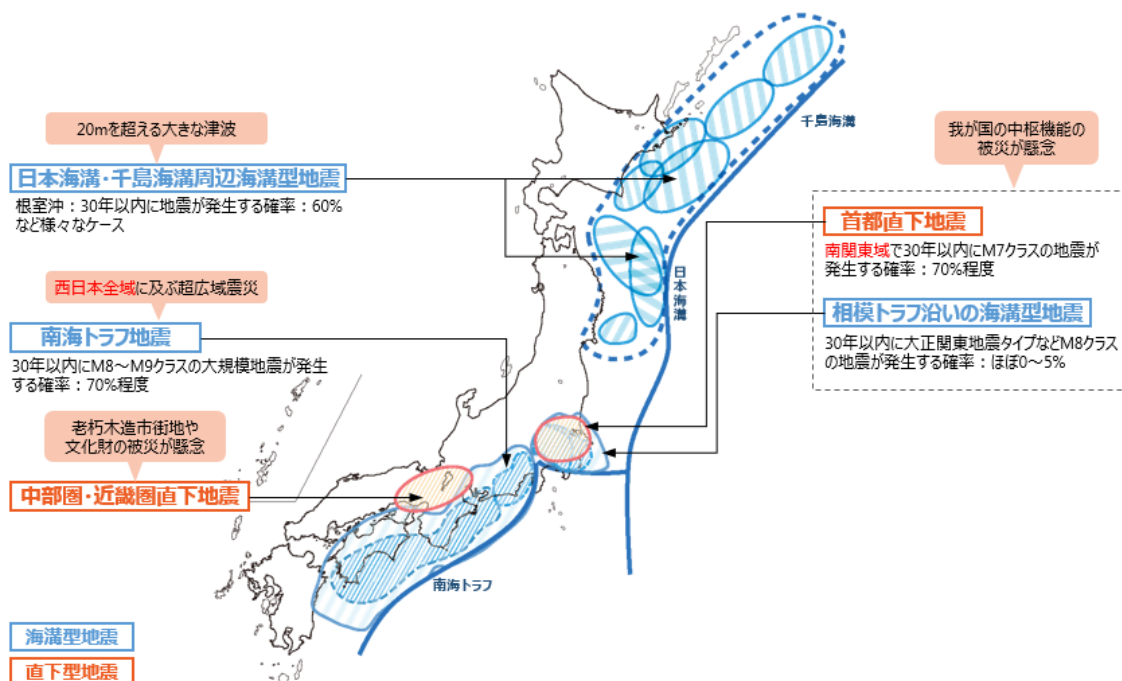 20mを超える大きな津波
日本海溝・千島海溝周辺海溝型地震
根室沖：30年以内に地震が発生する確率：60%
など様々なケース
西日本全域に及ぶ超広域震災
南海トラフ地震
30年以内にM8～M9クラスの大規模地震が発生
する確率：70%程度
老朽木造市街地や
文化財の被災が懸念
中部圏・近畿圏直下地震
海溝型地震
直下型地震
千島海溝
日本海溝
南海トラフ
我が国の中枢機能の
被災が懸念
首都直下地震
南関東域で30年以内にM7クラスの地震が
発生する確率：70%程度
相模トラフ沿いの海溝型地震
30年以内に大正関東地震タイプなどM8クラス
の地震が発生する確率：ほぼ0～5%